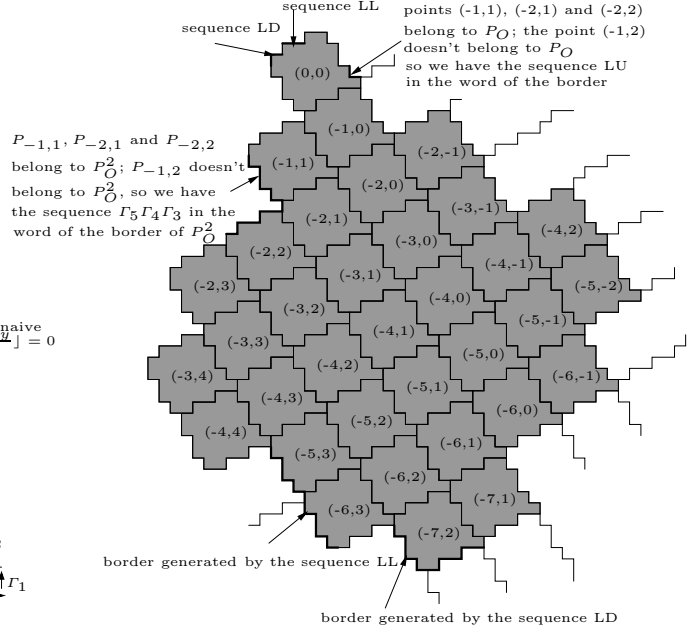 sequence LL
sequence LD
points (-1,1), (-2,1) and (-2,2)
belong to P_O; the point (-1,2)
doesn't belong to P_O
so we have the sequence LU
in the word of the border
(0,0)
(-1,0)
(-2,-1)
P_{-1,1}, P_{-2,1} and P_{-2,2}
belong to P_O^2; P_{-1,2} doesn't
belong to P_O^2, so we have
the sequence Γ5Γ4Γ3 in the
word of the border of P_O^2
(-1,1)
(-2,0)
(-3,-1)
(-2,1)
(-3,0)
(-4,2)
(-2,2)
(-3,1)
(-4,-1)
(-2,3)
(-3,2)
(-4,0)
(-5,-2)
naive
y ⌋ = 0
(-3,3)
(-4,1)
(-5,-1)
(-3,4)
(-4,2)
(-5,0)
(-6,-1)
(-4,3)
(-5,1)
(-6,0)
(-4,4)
(-5,2)
(-6,1)
(-5,3)
(-6,2)
(-7,1)
(-6,3)
(-7,2)
border generated by the sequence LL
Γ1
border generated by the sequence LD